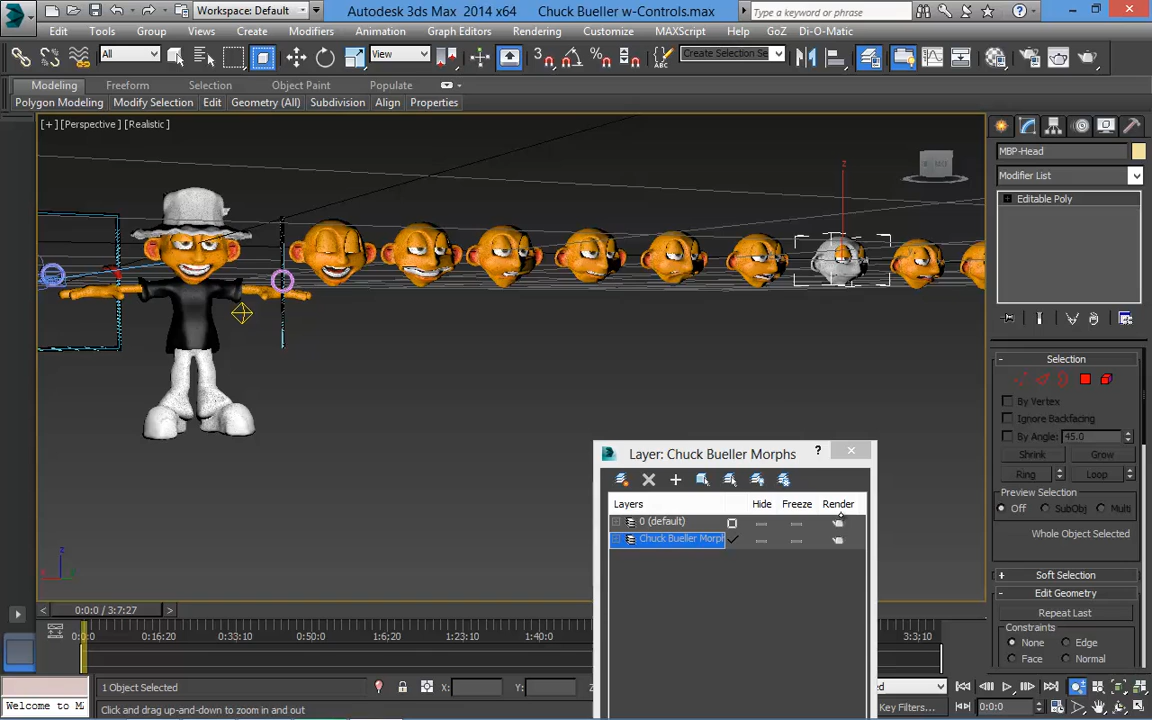 Workspace: Default
Autodesk 3ds Max 2014 x64
Chuck Bueller w-Controls.max
Type a keyword or phrase
Edit Tools Group Views Create Modifiers Animation Graph Editors Rendering Customize MAXScript Help GoZ Di-O-Matic
All
View
Create Selection Se
Modeling Freeform Selection Object Paint Populate
Polygon Modeling Modify Selection Edit Geometry (All) Subdivision Align Properties
[+] [Perspective] [Realistic]
MBP-Head
Modifier List
Editable Poly
z
Layer: Chuck Bueller Morphs
?
Layers Hide Freeze Render
0 (default)
Chuck Bueller Morph
Selection
By Vertex
Ignore Backfacing
By Angle: 45.0
Shrink Grow
Ring Loop
Preview Selection
Off SubObj Multi
Whole Object Selected
Soft Selection
Edit Geometry
Repeat Last
Constraints
None Edge
Face Normal
z
< 0:0:0 / 3:7:27 >
0:0:0 0:16:20 0:33:10 0:50:0 1:6:20 1:23:10 1:40:0 3:3;10
1 Object Selected
X: Y: Z
Welcome to MA
Click and drag up-and-down to zoom in and out
ed
Key Filters...
0:0:0